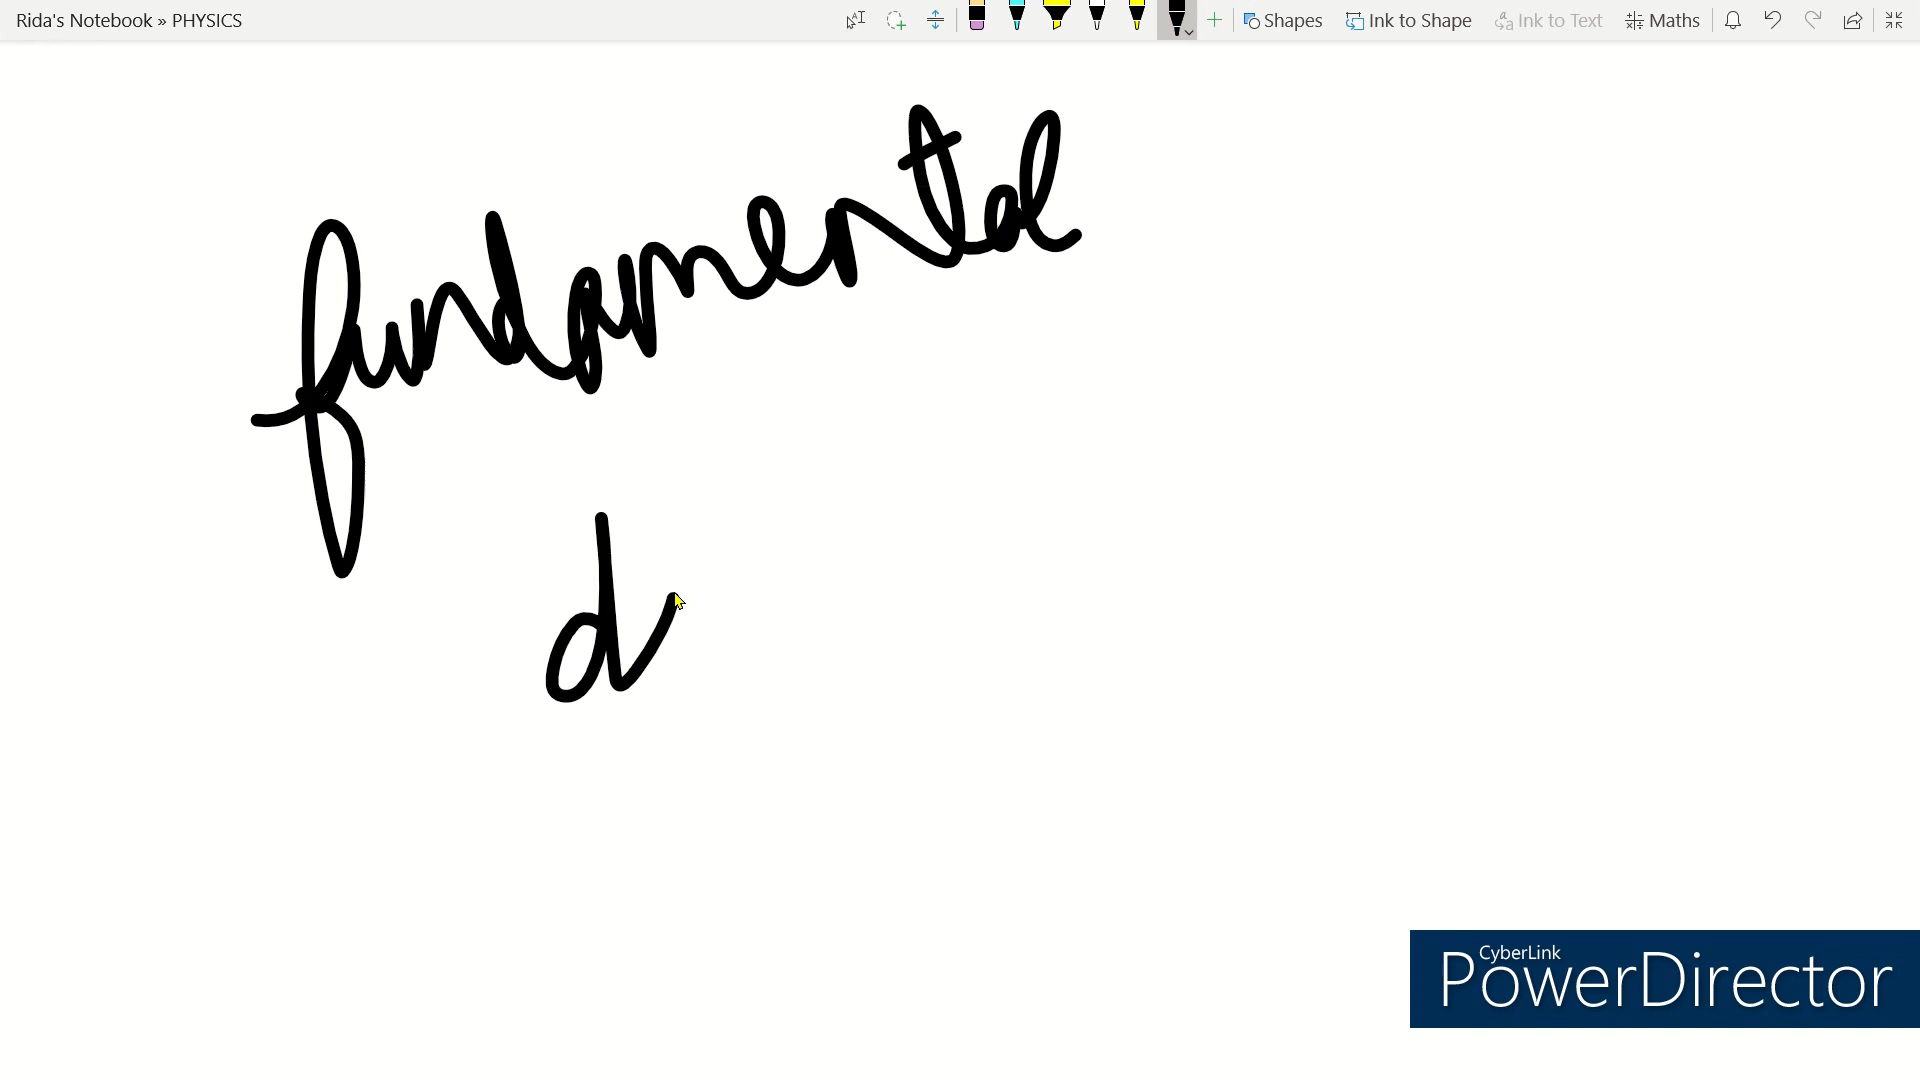 Rida's Notebook » PHYSICS Shapes Ink to Shape Ink to Text Maths
fundamental
d
CyberLink
PowerDirector